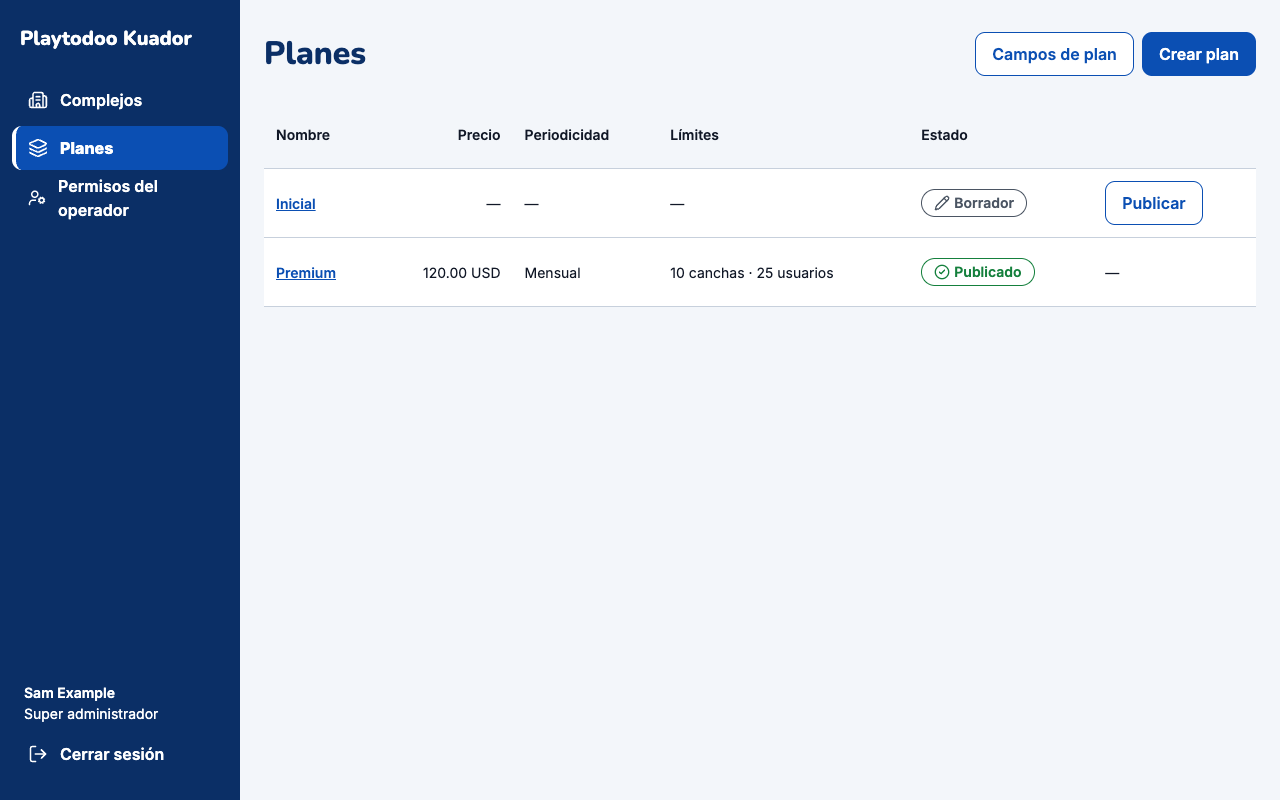 Playtodoo Kuador
Complejos
Planes
Permisos del
operador
Sam Example
Super administrador
Cerrar sesión
Planes
Campos de plan
Crear plan
Nombre Precio Periodicidad Límites Estado
Inicial — — — Borrador Publicar
Premium 120.00 USD Mensual 10 canchas · 25 usuarios Publicado —